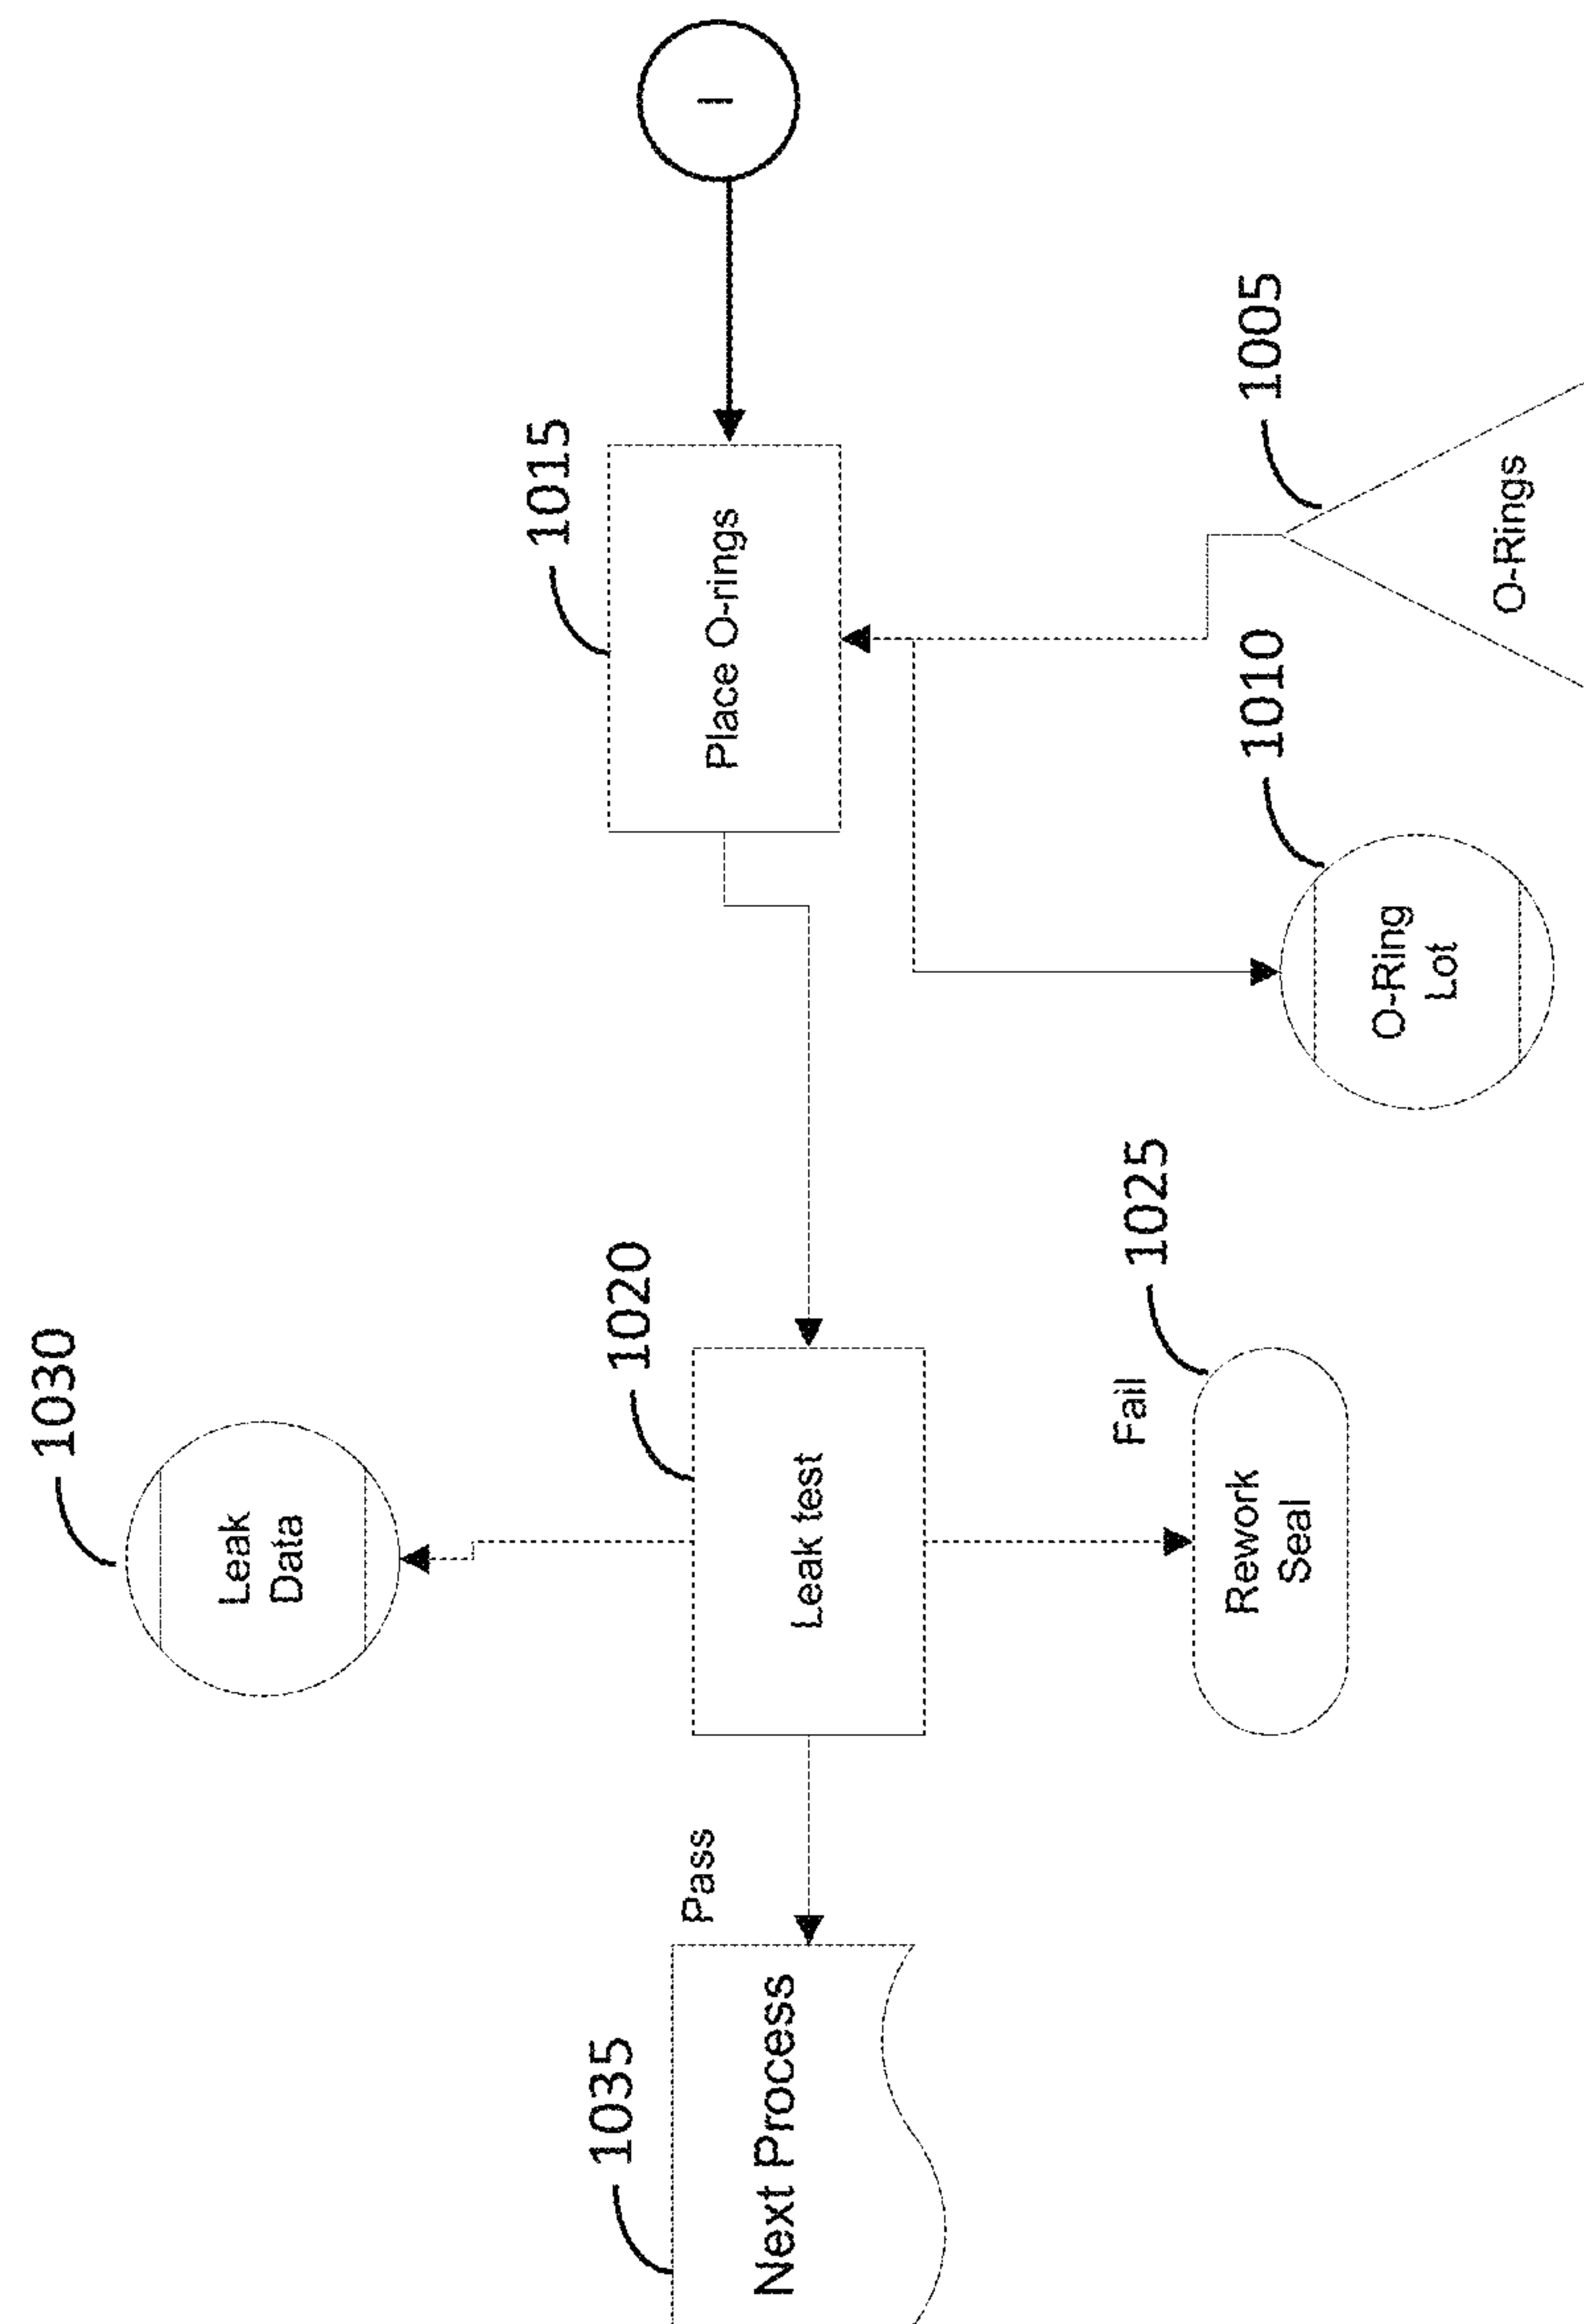 1030
Leak
Data
1035
1020
1015
Pass
Next Process
Leak test
Place O-rings
I
Fail
1025
Rework
Seal
1010
1005
O-Ring
Lot
O-Rings